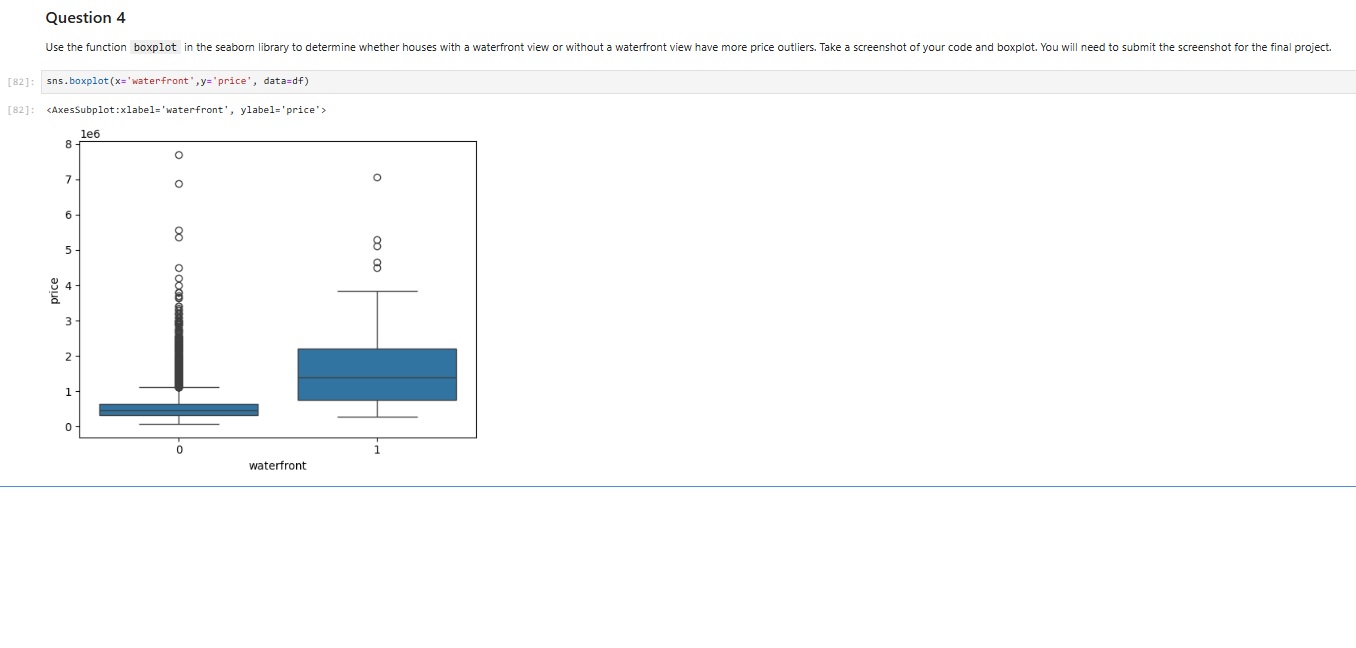 Question 4
Use the function boxplot in the seaborn library to determine whether houses with a waterfront view or without a waterfront view have more price outliers. Take a screenshot of your code and boxplot. You will need to submit the screenshot for the final project.
[82]: sns.boxplot(x='waterfront',y='price', data=df)
[82]: <AxesSubplot:xlabel='waterfront', ylabel='price'>
1e6
8
7
6
5
4
3
2
1
0
price
0 1
waterfront